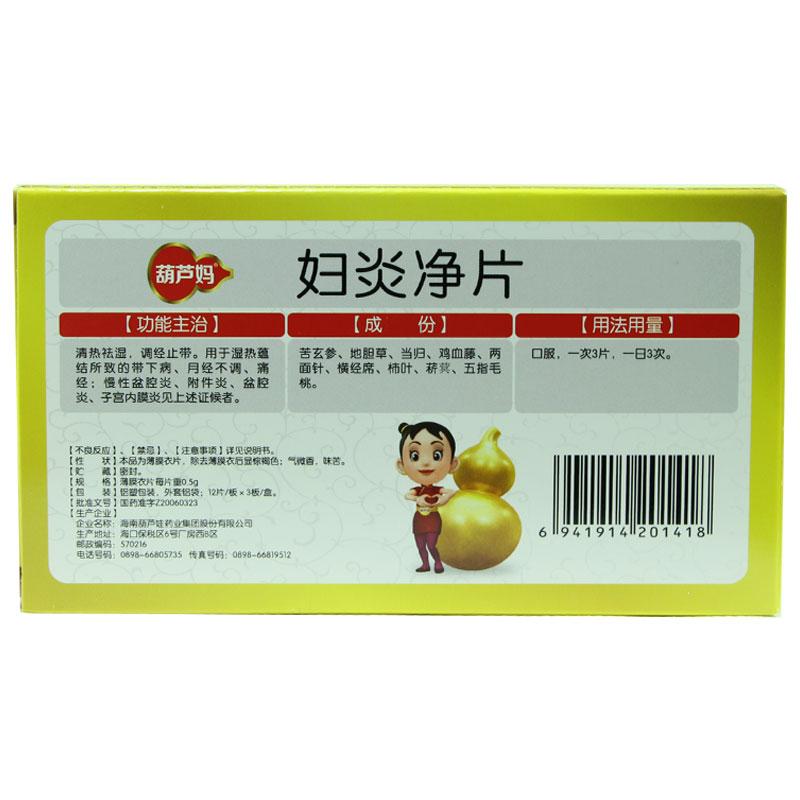 葫芦妈®
妇炎净片
【功能主治】
清热祛湿，调经止带。用于湿热蕴
结所致的带下病、月经不调、痛
经；慢性盆腔炎、附件炎、盆腔
炎、子宫内膜炎见上述证候者。
【成 份】
苦玄参、地胆草、当归、鸡血藤、两
面针、横经席、柿叶、菥蓂、五指毛
桃。
【用法用量】
口服，一次3片，一日3次。
【不良反应】、【禁忌】、【注意事项】详见说明书。
【性 状】本品为薄膜衣片，除去薄膜衣后显棕褐色；气微香，味苦。
【贮 藏】密封。
【规 格】薄膜衣片每片重0.5g
【包 装】铝塑包装，外套铝袋；12片/板×3板/盒。
【批准文号】国药准字Z20060323
【生产企业】
企业名称：海南葫芦娃药业集团股份有限公司
生产地址：海口保税区6号厂房西B区
邮政编码：570216
电话号码：0898-66805735 传真号码：0898-66819512
6 941914 201418